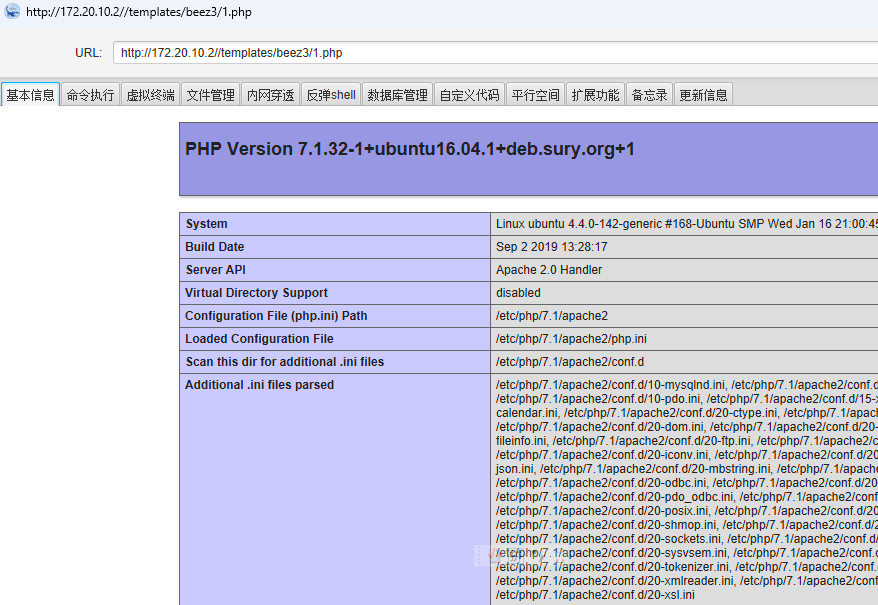 http://172.20.10.2//templates/beez3/1.php
URL: http://172.20.10.2//templates/beez3/1.php
基本信息 命令执行 虚拟终端 文件管理 内网穿透 反弹shell 数据库管理 自定义代码 平行空间 扩展功能 备忘录 更新信息
PHP Version 7.1.32-1+ubuntu16.04.1+deb.sury.org+1
System Linux ubuntu 4.4.0-142-generic #168-Ubuntu SMP Wed Jan 16 21:00:45
Build Date Sep 2 2019 13:28:17
Server API Apache 2.0 Handler
Virtual Directory Support disabled
Configuration File (php.ini) Path /etc/php/7.1/apache2
Loaded Configuration File /etc/php/7.1/apache2/php.ini
Scan this dir for additional .ini files /etc/php/7.1/apache2/conf.d
Additional .ini files parsed /etc/php/7.1/apache2/conf.d/10-mysqlnd.ini, /etc/php/7.1/apache2/conf.d
/etc/php/7.1/apache2/conf.d/10-pdo.ini, /etc/php/7.1/apache2/conf.d/15-x
calendar.ini, /etc/php/7.1/apache2/conf.d/20-ctype.ini, /etc/php/7.1/apach
/etc/php/7.1/apache2/conf.d/20-dom.ini, /etc/php/7.1/apache2/conf.d/20-
fileinfo.ini, /etc/php/7.1/apache2/conf.d/20-ftp.ini, /etc/php/7.1/apache2/c
/etc/php/7.1/apache2/conf.d/20-iconv.ini, /etc/php/7.1/apache2/conf.d/20
json.ini, /etc/php/7.1/apache2/conf.d/20-mbstring.ini, /etc/php/7.1/apache
/etc/php/7.1/apache2/conf.d/20-odbc.ini, /etc/php/7.1/apache2/conf.d/20
/etc/php/7.1/apache2/conf.d/20-pdo_odbc.ini, /etc/php/7.1/apache2/conf
/etc/php/7.1/apache2/conf.d/20-posix.ini, /etc/php/7.1/apache2/conf.d/20
/etc/php/7.1/apache2/conf.d/20-shmop.ini, /etc/php/7.1/apache2/conf.d/2
/etc/php/7.1/apache2/conf.d/20-sockets.ini, /etc/php/7.1/apache2/conf.d/
/etc/php/7.1/apache2/conf.d/20-sysvsem.ini, /etc/php/7.1/apache2/conf.d
/etc/php/7.1/apache2/conf.d/20-tokenizer.ini, /etc/php/7.1/apache2/conf.
/etc/php/7.1/apache2/conf.d/20-xmlreader.ini, /etc/php/7.1/apache2/conf
/etc/php/7.1/apache2/conf.d/20-xsl.ini